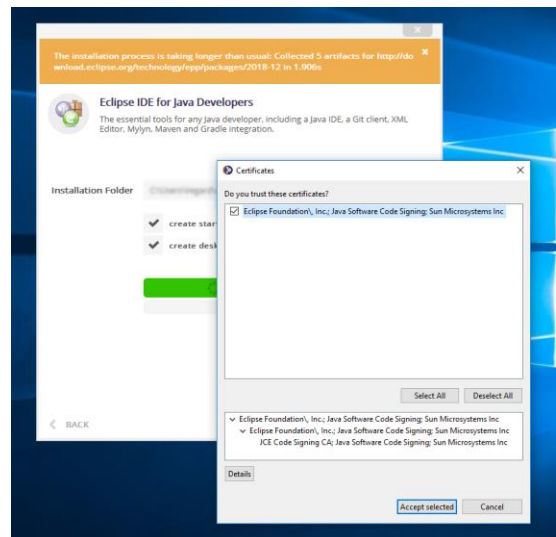 The installation process is taking longer than usual: Collected 5 artifacts for http://do
wnload.eclipse.org/technology/epp/packages/2018-12 in 1.906s
Eclipse IDE for Java Developers
The essential tools for any Java developer, including a Java IDE, a Git client, XML
Editor, Mylyn, Maven and Gradle integration.
Installation Folder
create star
create desk
BACK
Certificates
Do you trust these certificates?
Eclipse Foundation\, Inc.; Java Software Code Signing; Sun Microsystems Inc
Select All Deselect All
Eclipse Foundation\, Inc.; Java Software Code Signing; Sun Microsystems Inc
Eclipse Foundation\, Inc.; Java Software Code Signing; Sun Microsystems Inc
JCE Code Signing CA; Java Software Code Signing; Sun Microsystems Inc
Details
Accept selected Cancel